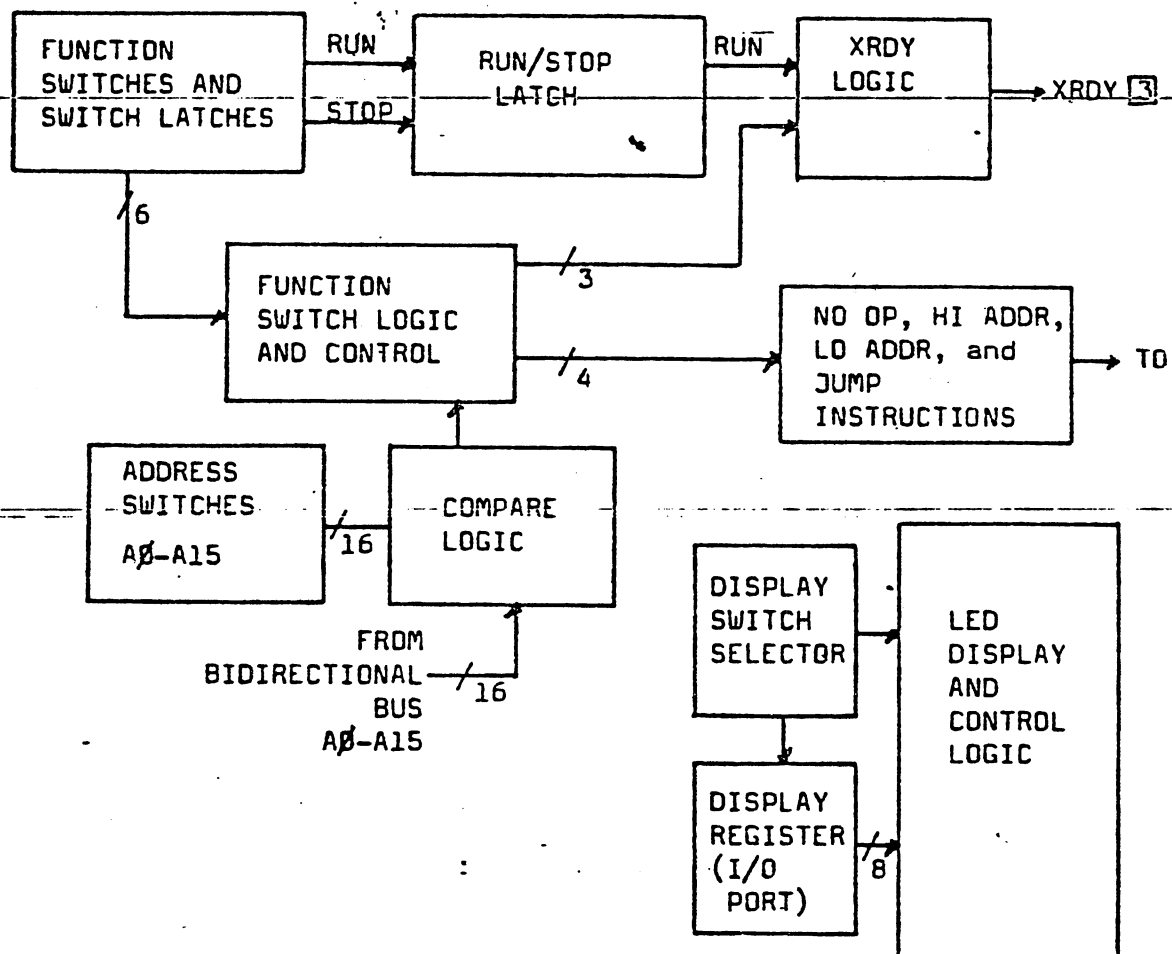 FUNCTION
SWITCHES AND
SWITCH LATCHES
RUN
STOP
RUN/STOP
LATCH
RUN
XRDY
LOGIC
XRDY 3
6
FUNCTION
SWITCH LOGIC
AND CONTROL
3
4
NO OP, HI ADDR,
LO ADDR, and
JUMP
INSTRUCTIONS
TO
ADDRESS
SWITCHES
AØ-A15
16
COMPARE
LOGIC
FROM
BIDIRECTIONAL
BUS
AØ-A15
16
DISPLAY
SWITCH
SELECTOR
LED
DISPLAY
AND
CONTROL
LOGIC
DISPLAY
REGISTER
(I/O
PORT)
8